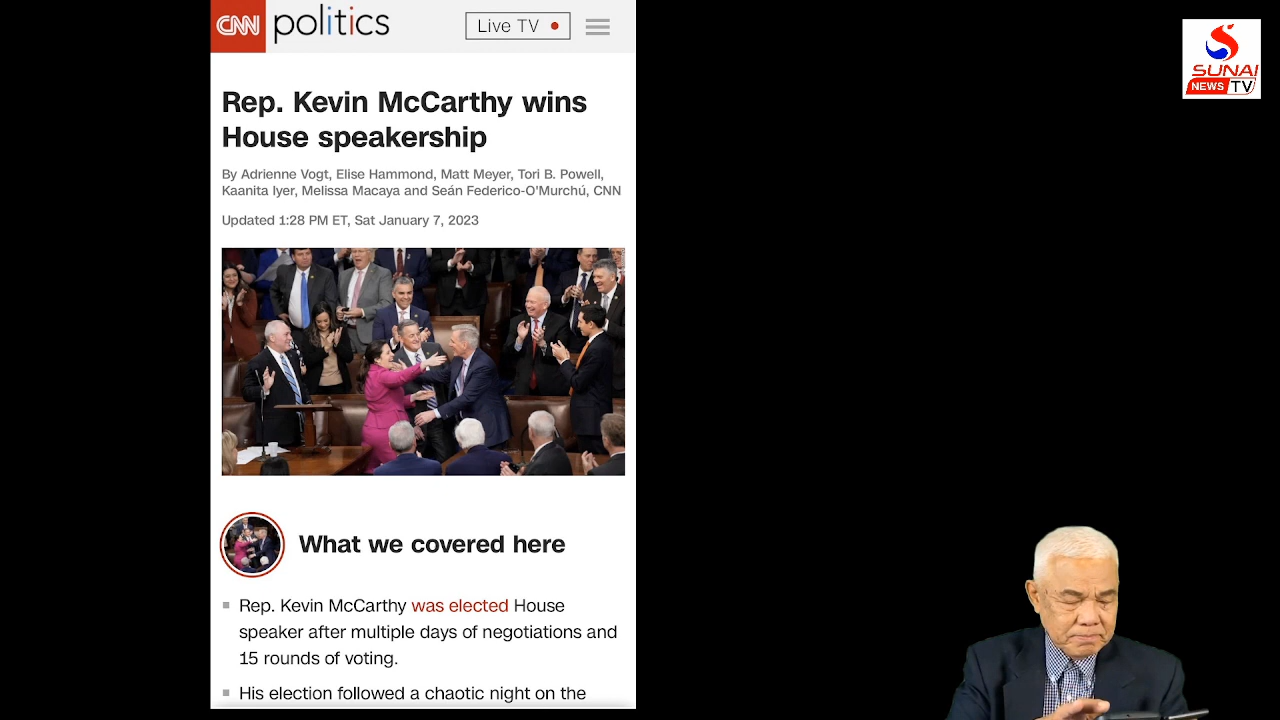 CNN politics
Live TV
SUNAI
NEWS TV
Rep. Kevin McCarthy wins
House speakership
By Adrienne Vogt, Elise Hammond, Matt Meyer, Tori B. Powell,
Kaanita Iyer, Melissa Macaya and Seán Federico-O'Murchú, CNN
Updated 1:28 PM ET, Sat January 7, 2023
What we covered here
Rep. Kevin McCarthy was elected House
speaker after multiple days of negotiations and
15 rounds of voting.
His election followed a chaotic night on the